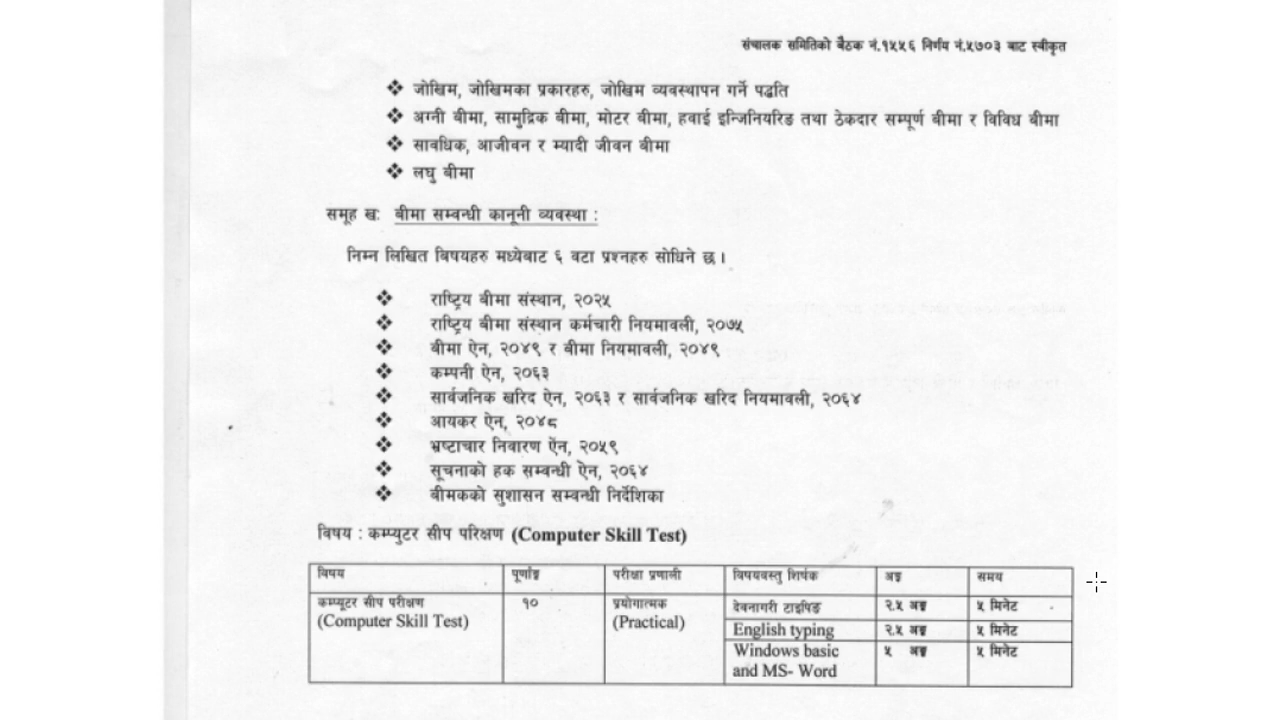 संचालक समितिको बैठक नं.१५५६ निर्णय नं.५७०३ बाट स्वीकृत
❖ जोखिम, जोखिमका प्रकारहरु, जोखिम व्यवस्थापन गर्ने पद्धति
❖ अग्नी बीमा, सामुद्रिक बीमा, मोटर बीमा, हवाई इन्जिनियरिङ तथा ठेकदार सम्पूर्ण बीमा र विविध बीमा
❖ सावधिक, आजीवन र म्यादी जीवन बीमा
❖ लघु बीमा
समूह ख: बीमा सम्वन्धी कानूनी व्यवस्था :
निम्न लिखित विषयहरु मध्येबाट ६ वटा प्रश्नहरु सोधिने छ ।
❖ राष्ट्रिय बीमा संस्थान, २०२५
❖ राष्ट्रिय बीमा संस्थान कर्मचारी नियमावली, २०७५
❖ बीमा ऐन, २०४९ र बीमा नियमावली, २०४९
❖ कम्पनी ऐन, २०६३
❖ सार्वजनिक खरिद ऐन, २०६३ र सार्वजनिक खरिद नियमावली, २०६४
❖ आयकर ऐन, २०४८
❖ भ्रष्टाचार निवारण ऐंन, २०५९
❖ सूचनाको हक सम्वन्धी ऐन, २०६४
❖ बीमकको सुशासन सम्वन्धी निर्देशिका
विषय : कम्प्युटर सीप परिक्षण (Computer Skill Test)
विषय पूर्णाङ्क परीक्षा प्रणाली विषयवस्तु शिर्षक अङ्क समय
कम्प्यूटर सीप परीक्षण १० प्रयोगात्मक देवनागरी टाइपिङ २.५ अङ्क ५ मिनेट
(Computer Skill Test) (Practical) English typing २.५ अङ्क ५ मिनेट
Windows basic ५ अङ्क ५ मिनेट
and MS- Word